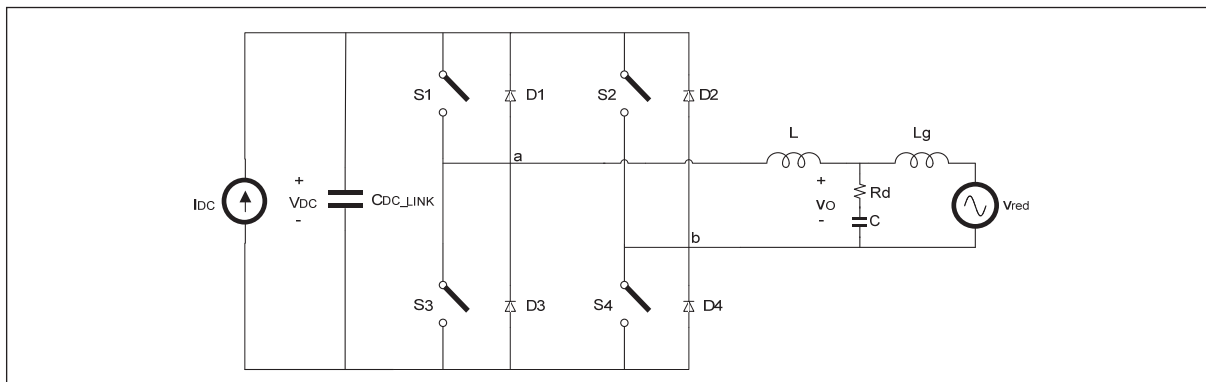 S1
D1
S2
D2
L
Lg
a
IDC
+
VDC
-
CDC_LINK
+
vO
-
Rd
C
vred
b
S3
D3
S4
D4